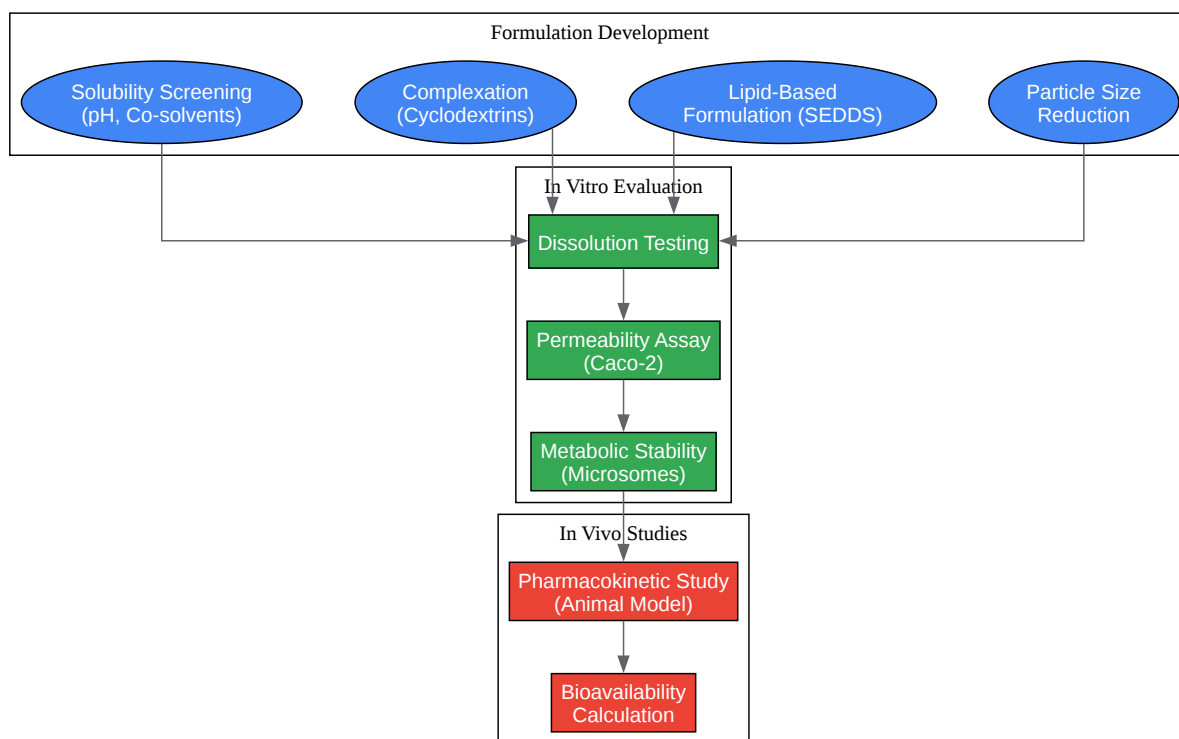 Formulation Development
Solubility Screening
(pH, Co-solvents)
Complexation
(Cyclodextrins)
Lipid-Based
Formulation (SEDDS)
Particle Size
Reduction
In Vitro Evaluation
Dissolution Testing
Permeability Assay
(Caco-2)
Metabolic Stability
(Microsomes)
In Vivo Studies
Pharmacokinetic Study
(Animal Model)
Bioavailability
Calculation